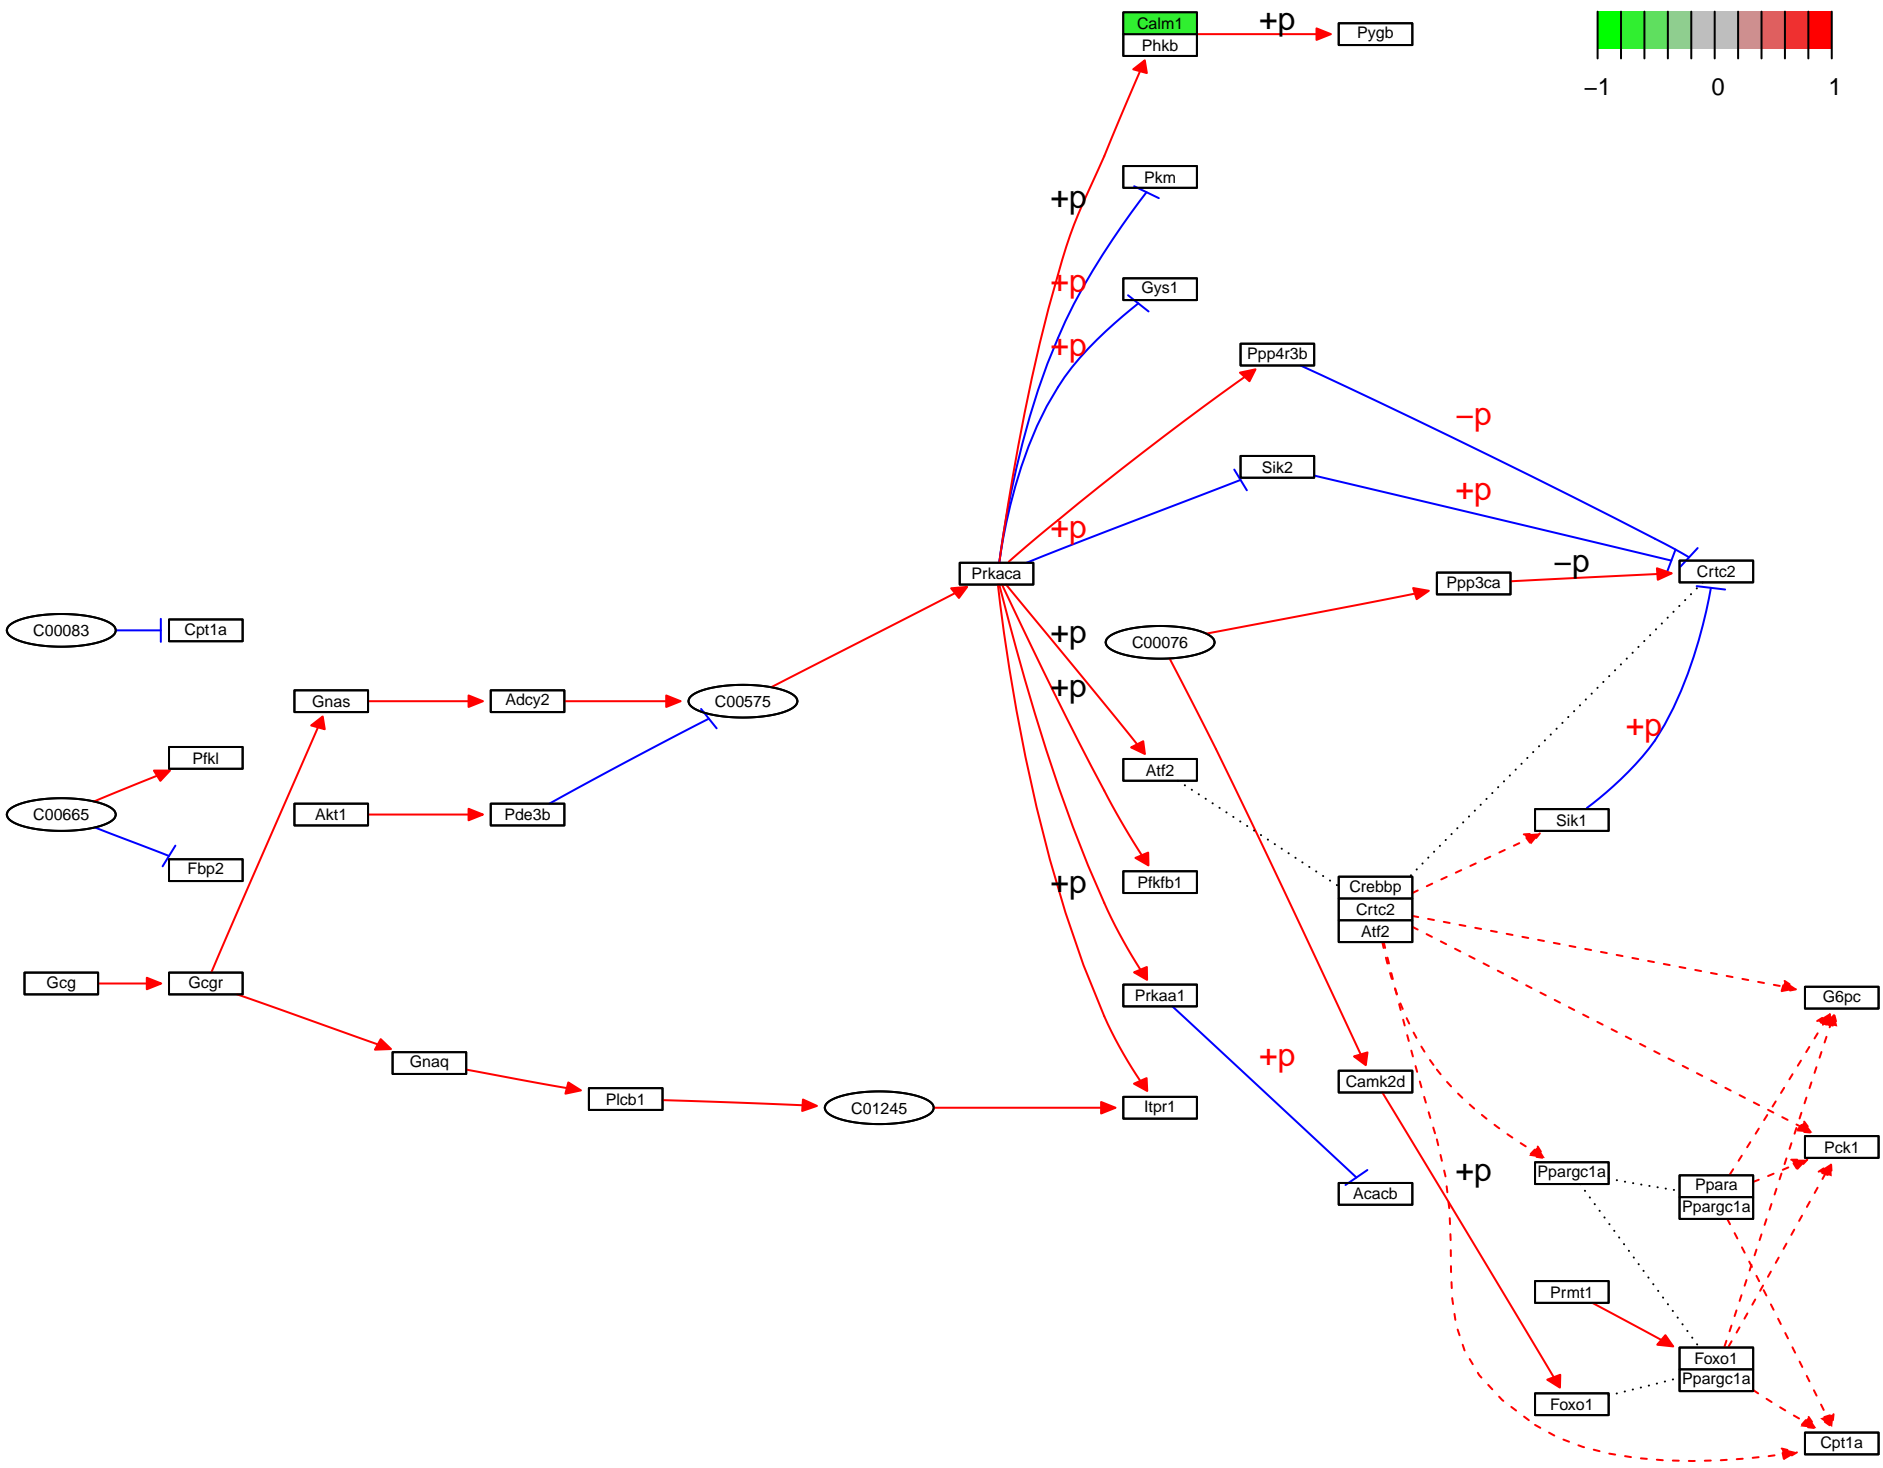 Calm1
+p
Pygb
Phkb
−1
0
1
Pkm
+p
+p
Gys1
+p
Ppp4r3b
−p
Sik2
+p
+p
−p
Prkaca
Ppp3ca
Crtc2
C00083
Cpt1a
+p
C00076
+p
Gnas
Adcy2
C00575
+p
Pfkl
Atf2
C00665
Akt1
Pde3b
Sik1
Fbp2
Pfkfb1
+p
Crebbp
Crtc2
Atf2
Gcg
Gcgr
Prkaa1
G6pc
Gnaq
+p
Camk2d
Plcb1
C01245
Itpr1
Pck1
+p
Ppargc1a
Ppara
Acacb
Ppargc1a
Prmt1
Foxo1
Ppargc1a
Foxo1
Cpt1a